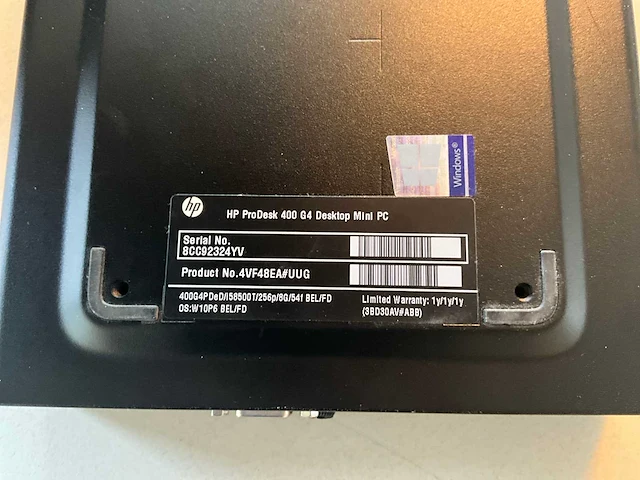 Windows®
hp
HP ProDesk 400 G4 Desktop Mini PC
Serial No.
8CC92324YV
Product No.4VF48EA#UUG
400G4PDeD/i58500T/256p/8G/54f BEL/FD
OS:W10P6 BEL/FD
Limited Warranty: 1y/1y/1y
(3BD30AV#ABB)